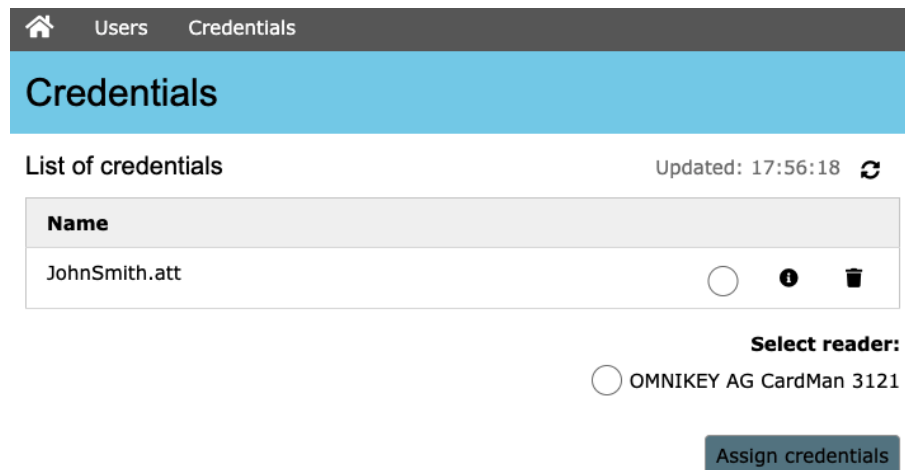 Users Credentials
Credentials
List of credentials Updated: 17:56:18
Name
JohnSmith.att
Select reader:
OMNIKEY AG CardMan 3121
Assign credentials